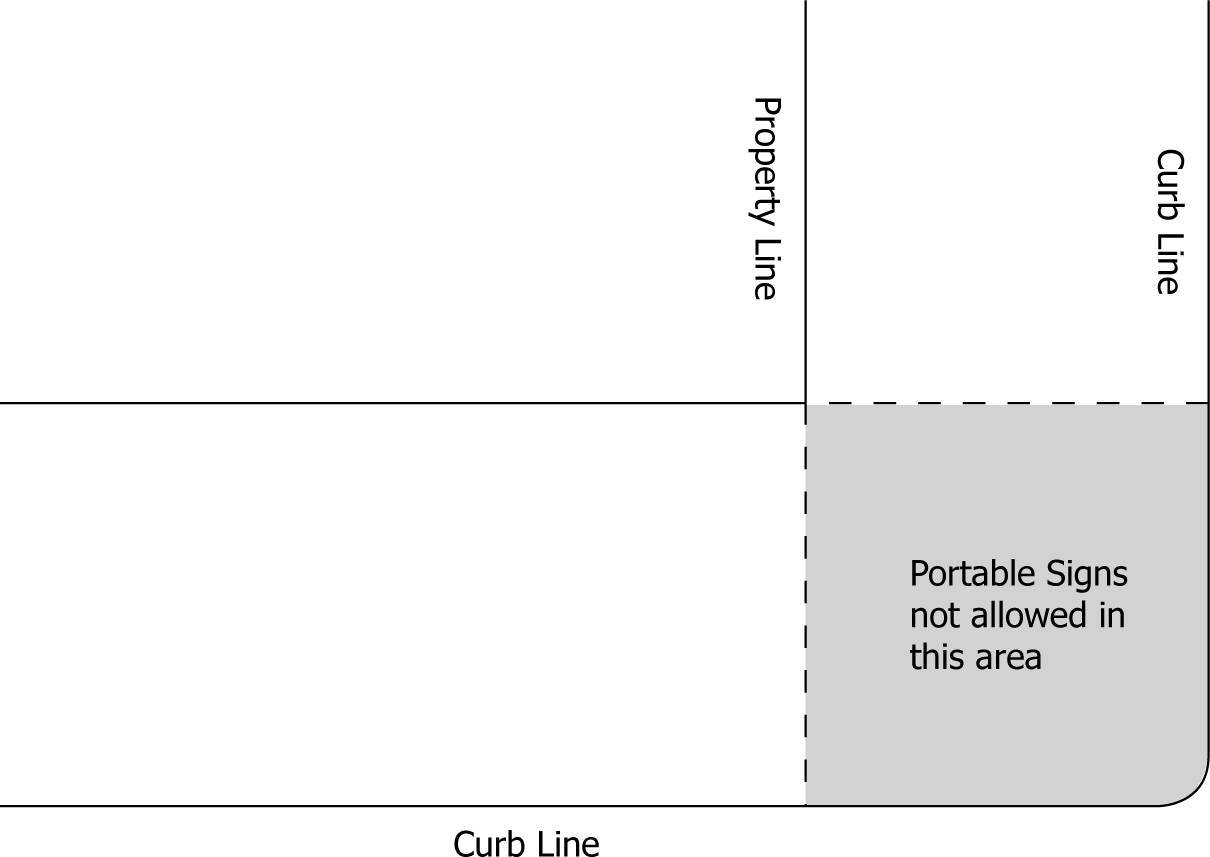 Property Line
Curb Line
Portable Signs
not allowed in
this area
Curb Line